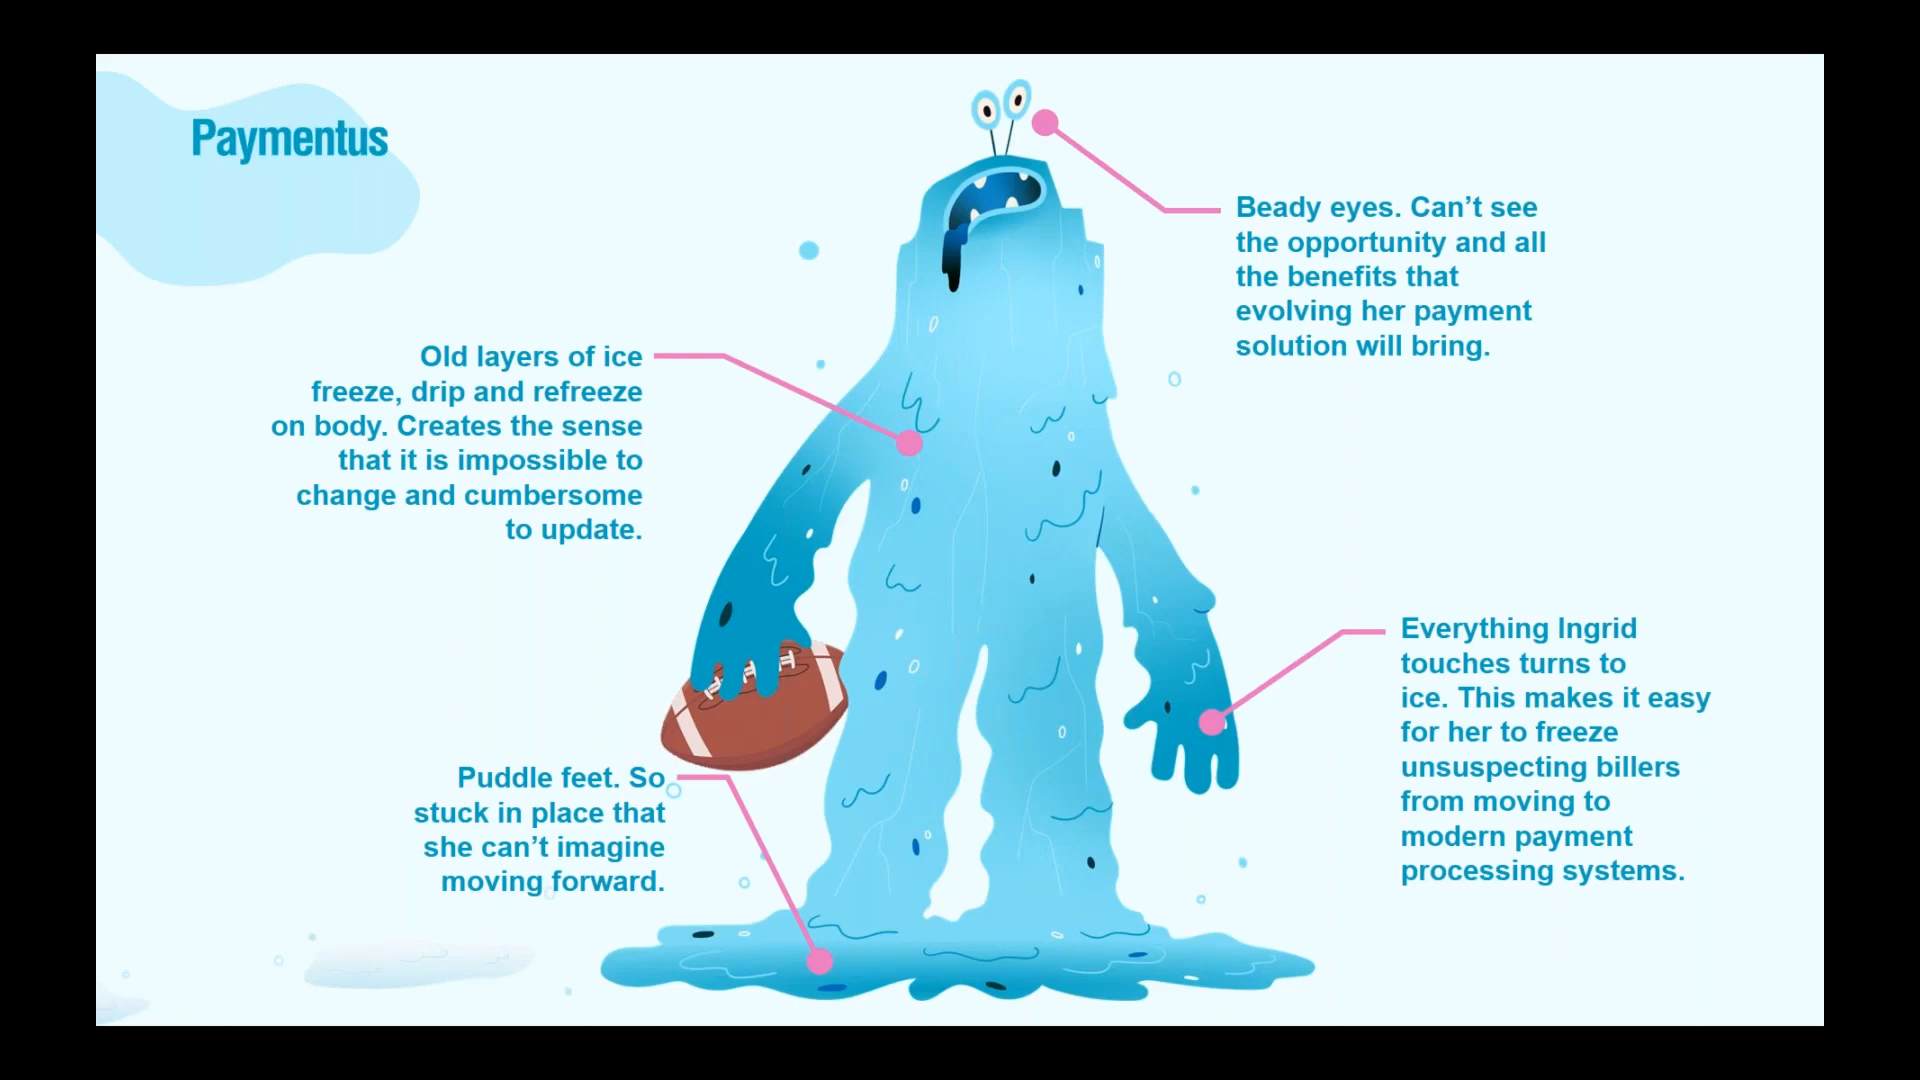 Paymentus
Beady eyes. Can’t see
the opportunity and all
the benefits that
evolving her payment
solution will bring.
Old layers of ice
freeze, drip and refreeze
on body. Creates the sense
that it is impossible to
change and cumbersome
to update.
Everything Ingrid
touches turns to
ice. This makes it easy
for her to freeze
unsuspecting billers
from moving to
modern payment
processing systems.
Puddle feet. So
stuck in place that
she can’t imagine
moving forward.